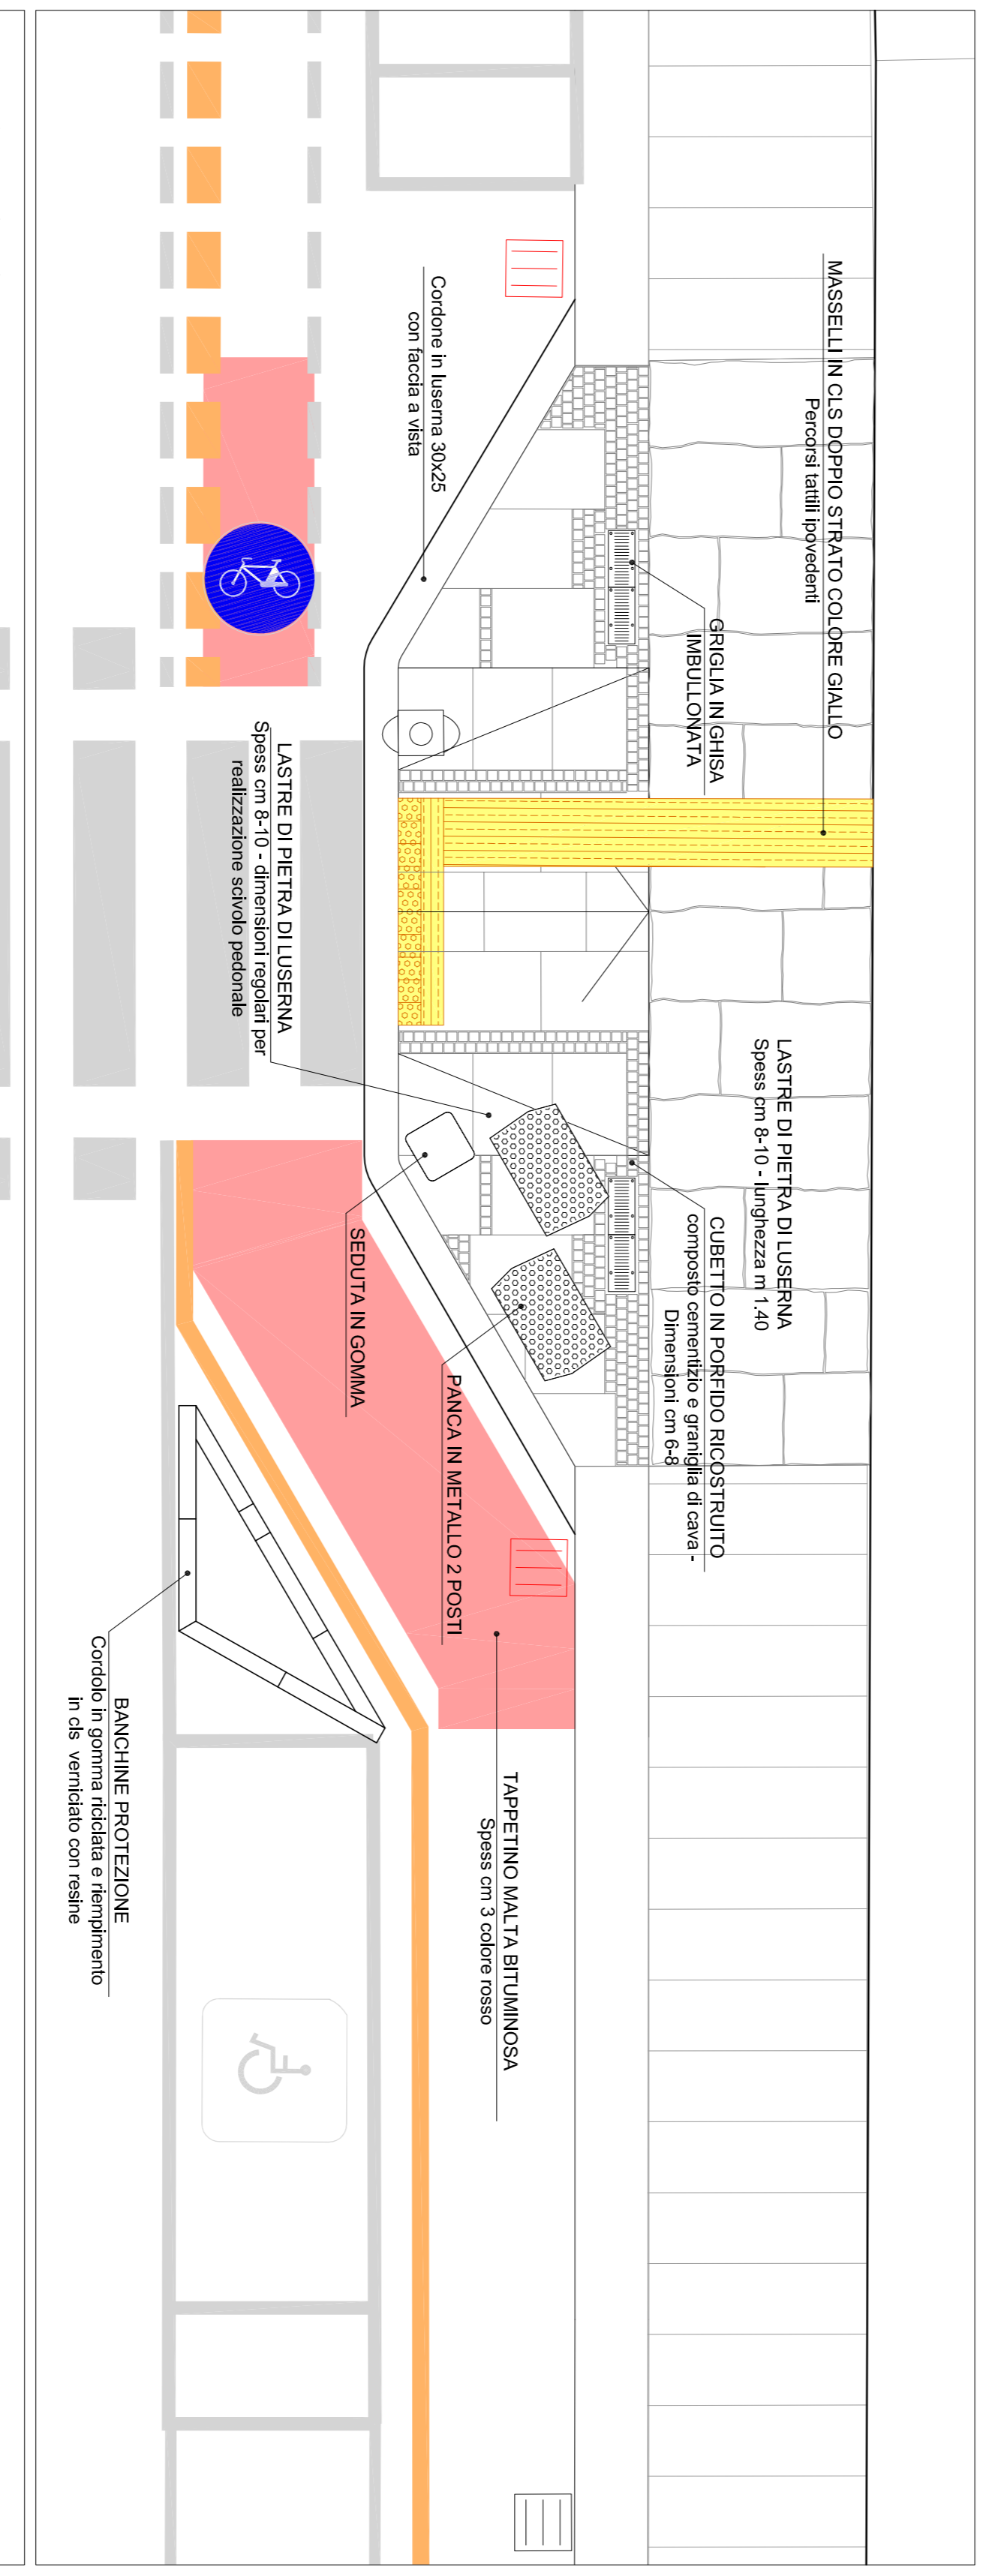 MASSELLI IN CLS DOPPIO STRATO COLORE GIALLO
Percorsi tattili ipovedenti
LASTRE DI PIETRA DI LUSERNA
Spess cm 8-10 - lunghezza m 1.40
GRIGLIA IN GHISA
IMBULLONATA
CUBETTO IN PORFIDO RICOSTRUITO
composto cementizio e graniglia di cava -
Dimensioni cm 6-8
Cordone in luserna 30x25
con faccia a vista
LASTRE DI PIETRA DI LUSERNA
Spess cm 8-10 - dimensioni regolari per
realizzazione scivolo pedonale
SEDUTA IN GOMMA
PANCA IN METALLO 2 POSTI
TAPPETINO MALTA BITUMINOSA
Spess cm 3 colore rosso
BANCHINE PROTEZIONE
Cordolo in gomma riciclata e riempimento
in cls verniciato con resine